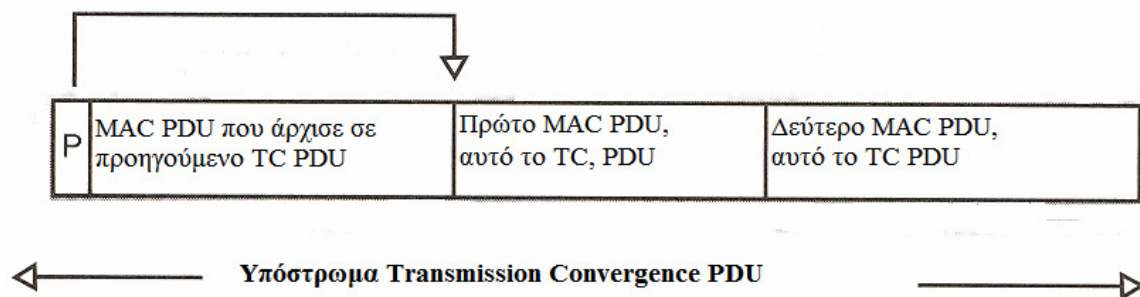 P
MAC PDU που άρχισε σε
προηγούμενο TC PDU
Πρώτο MAC PDU,
αυτό το TC, PDU
Δεύτερο MAC PDU,
αυτό το TC PDU
Υπόστρωμα Transmission Convergence PDU